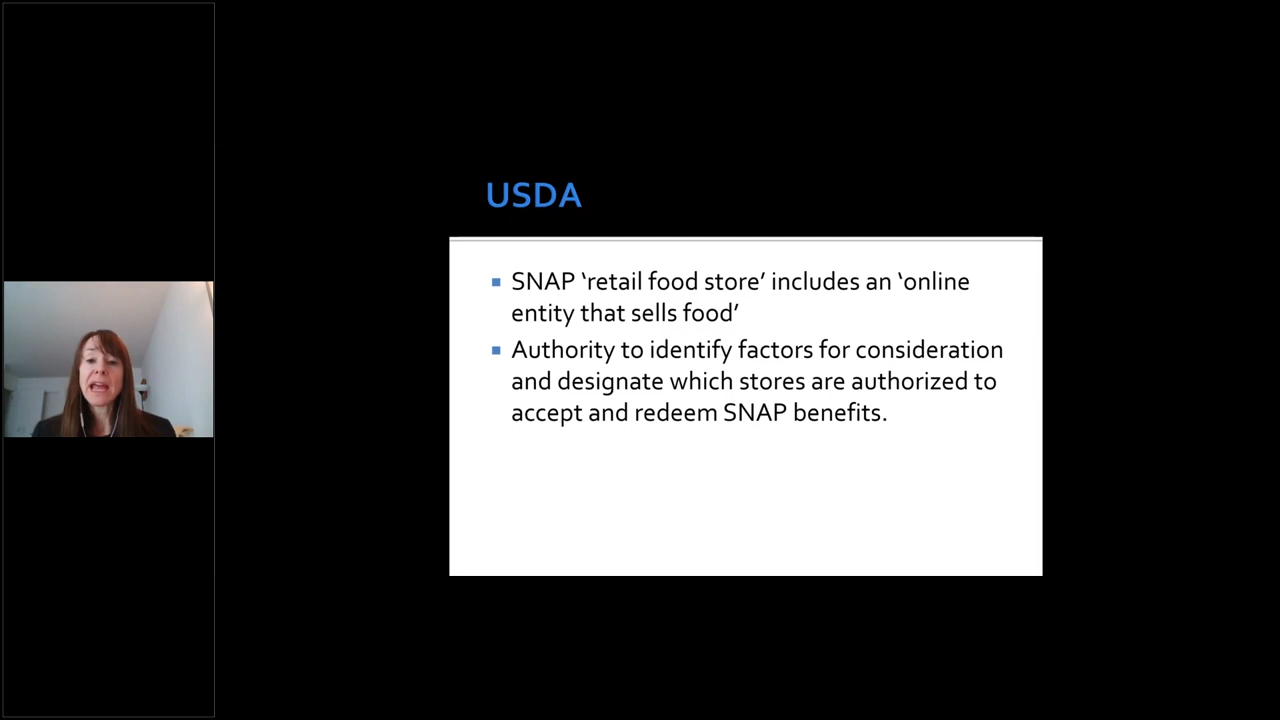 USDA
SNAP ‘retail food store’ includes an ‘online
entity that sells food’
Authority to identify factors for consideration
and designate which stores are authorized to
accept and redeem SNAP benefits.